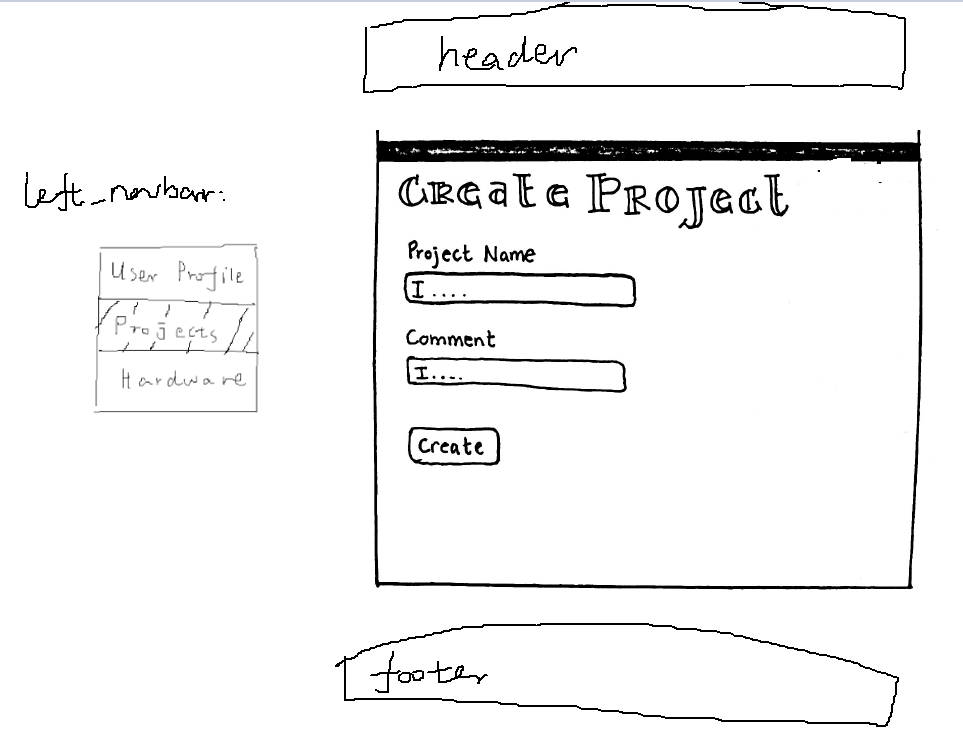 header
left_navbar:
User Profile
Projects
Hardware
Create Project
Project Name
I....
Comment
I....
Create
footer